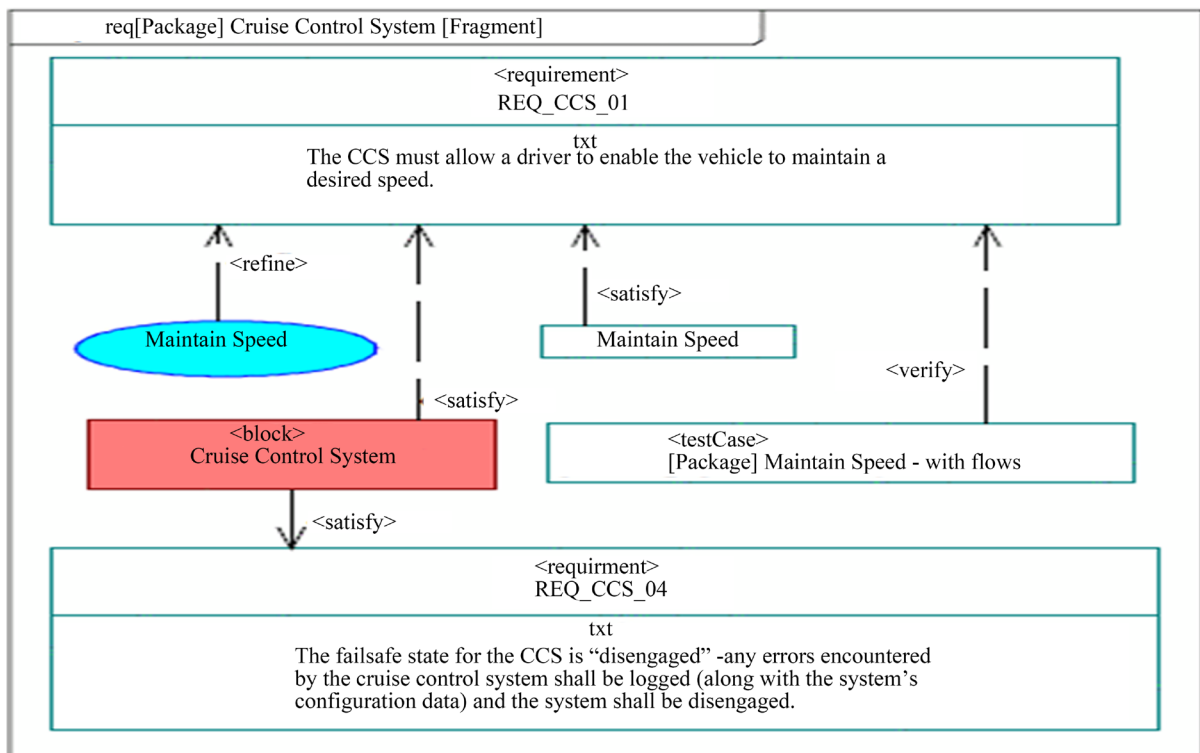 req[Package] Cruise Control System [Fragment]
<requirement>
REQ_CCS_01
txt
The CCS must allow a driver to enable the vehicle to maintain a
desired speed.
<refine>
<satisfy>
Maintain Speed
Maintain Speed
<verify>
<satisfy>
<block>
Cruise Control System
<testCase>
[Package] Maintain Speed - with flows
<satisfy>
<requirment>
REQ_CCS_04
txt
The failsafe state for the CCS is “disengaged” -any errors encountered
by the cruise control system shall be logged (along with the system’s
configuration data) and the system shall be disengaged.